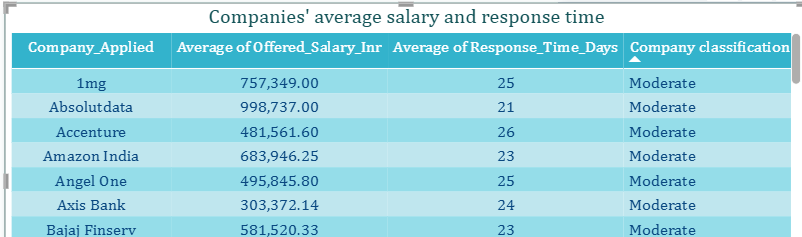 Companies' average salary and response time
Company_Applied Average of Offered_Salary_Inr Average of Response_Time_Days Company classification
1mg 757,349.00 25 Moderate
Absolutdata 998,737.00 21 Moderate
Accenture 481,561.60 26 Moderate
Amazon India 683,946.25 23 Moderate
Angel One 495,845.80 25 Moderate
Axis Bank 303,372.14 24 Moderate
Bajaj Finserv 581,520.33 23 Moderate